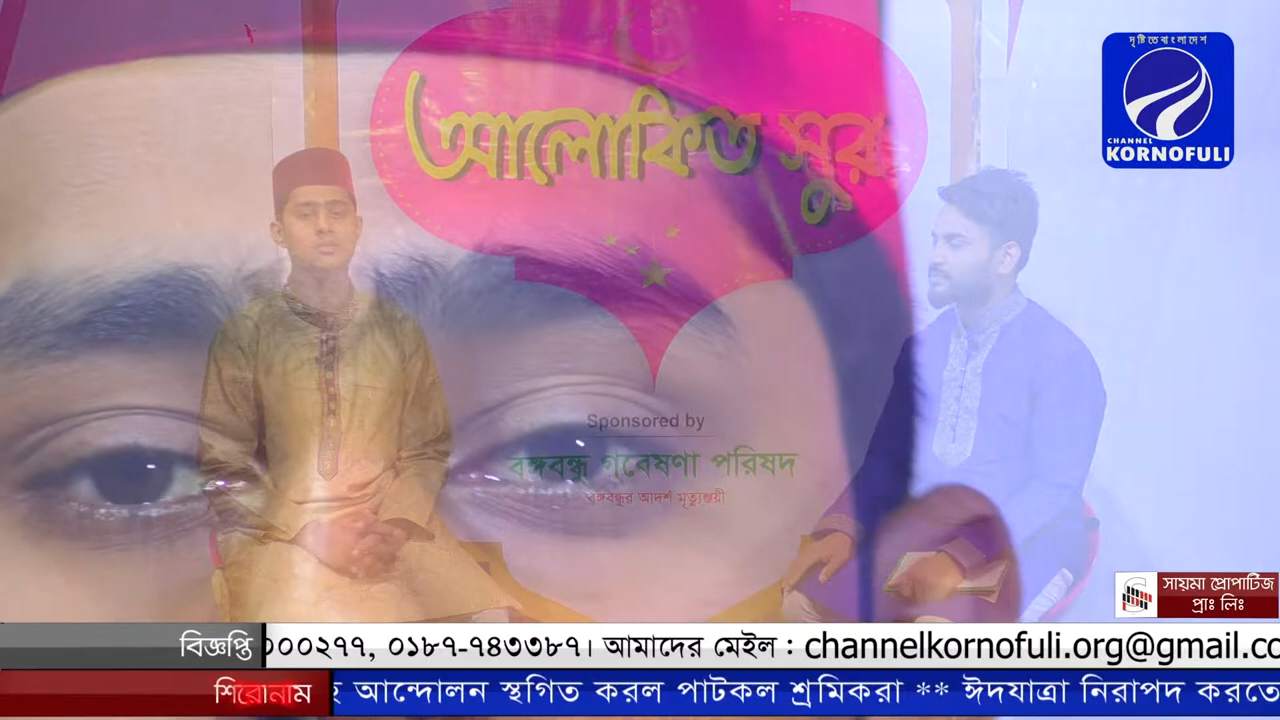 দৃষ্টিতে বাংলাদেশ
CHANNEL
KORNOFULI
আলোকিত সুর
Sponsored by
বঙ্গবন্ধু গবেষণা পরিষদ
বঙ্গবন্ধুর আদর্শ মৃত্যুঞ্জয়ী
সায়মা প্রোপার্টিজ
প্রাঃ লিঃ
বিজ্ঞপ্তি ০০০২৭৭, ০১৮৭-৭৪৩৩৮৭। আমাদের মেইল : channelkornofuli.org@gmail.co
শিরোনাম আন্দোলন স্থগিত করল পাটকল শ্রমিকরা ** ঈদযাত্রা নিরাপদ করতে